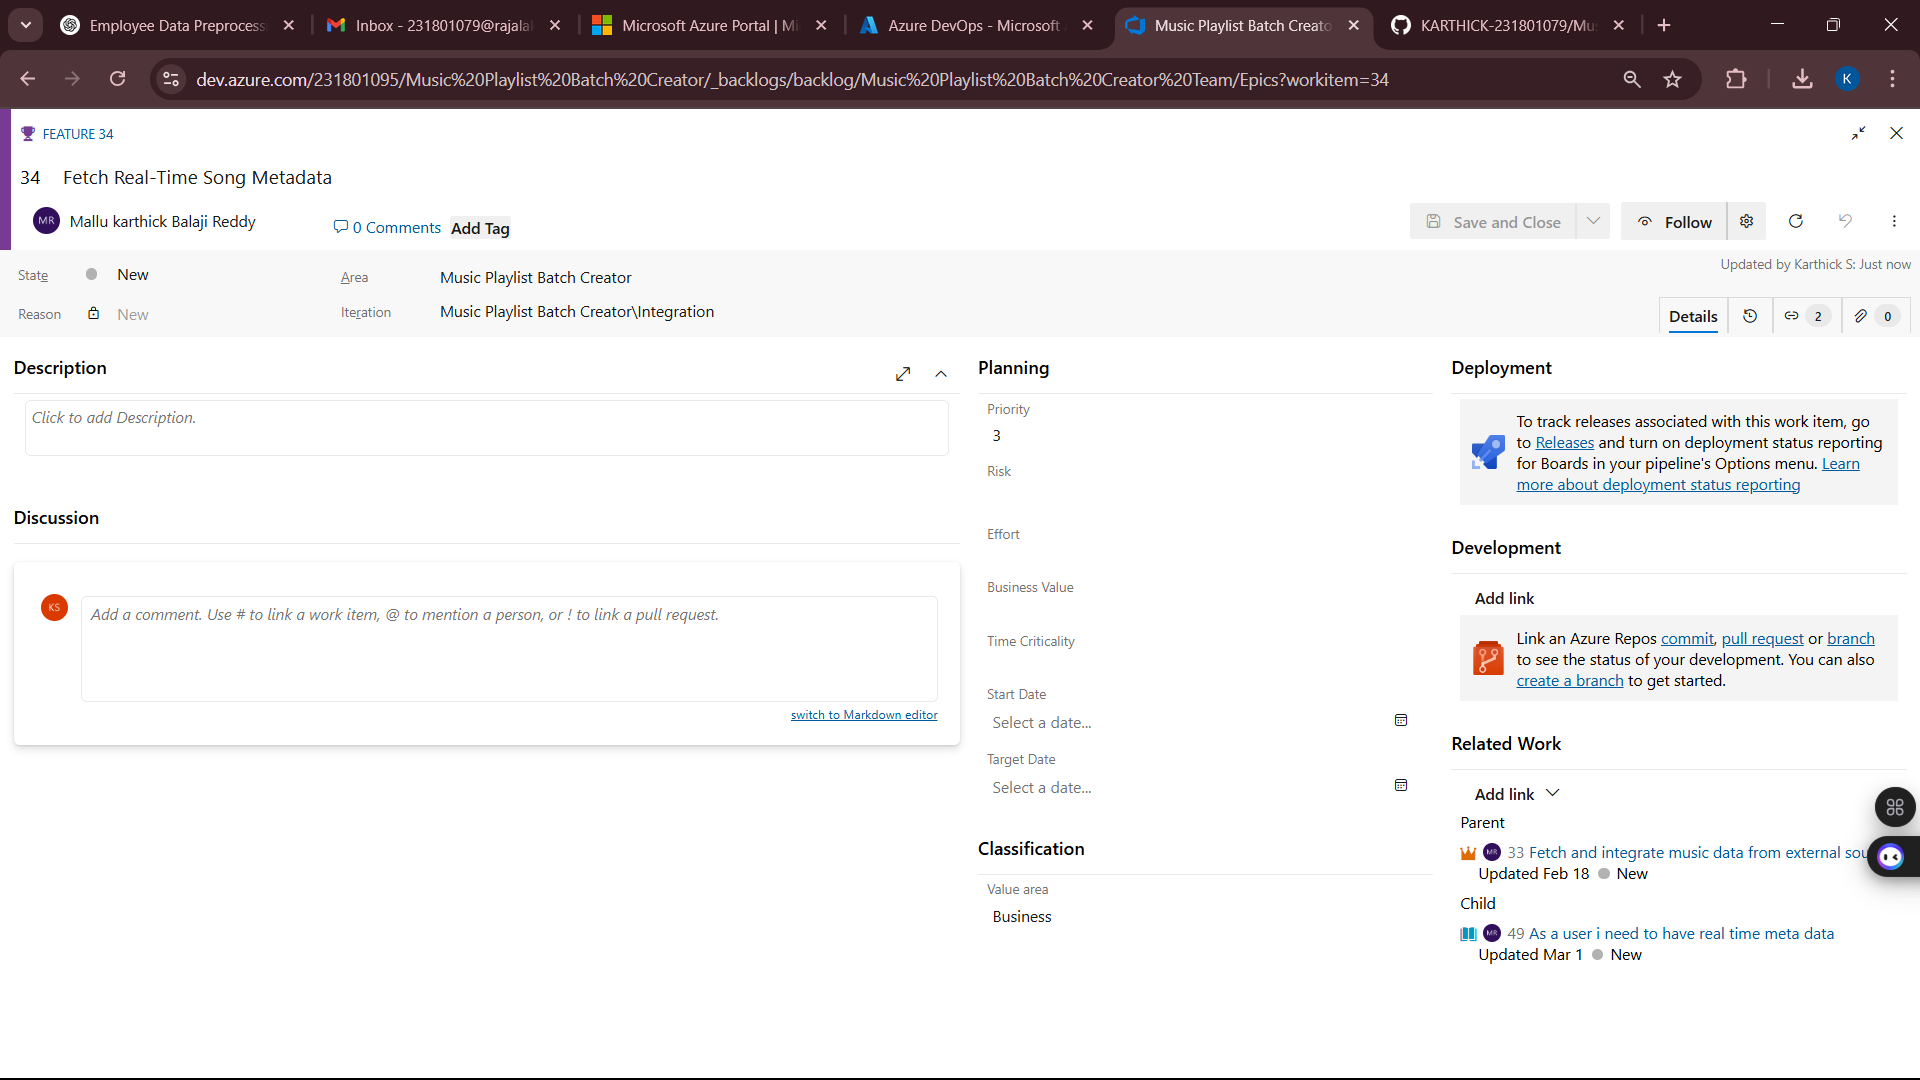 Employee Data Preprocess
Inbox - 231801079@rajala
Microsoft Azure Portal | Mi
Azure DevOps - Microsoft
Music Playlist Batch Creato
KARTHICK-231801079/Mu
dev.azure.com/231801095/Music%20Playlist%20Batch%20Creator/_backlogs/backlog/Music%20Playlist%20Batch%20Creator%20Team/Epics?workitem=34
K
FEATURE 34
34 Fetch Real-Time Song Metadata
MR Mallu karthick Balaji Reddy
0 Comments
Add Tag
Save and Close
Follow
State
New
Area
Music Playlist Batch Creator
Updated by Karthick S: Just now
Reason
New
Iteration
Music Playlist Batch Creator\Integration
Details
2
0
Description
Click to add Description.
Discussion
KS
Add a comment. Use # to link a work item, @ to mention a person, or ! to link a pull request.
switch to Markdown editor
Planning
Priority
3
Risk
Effort
Business Value
Time Criticality
Start Date
Select a date...
Target Date
Select a date...
Classification
Value area
Business
Deployment
To track releases associated with this work item, go
to Releases and turn on deployment status reporting
for Boards in your pipeline's Options menu. Learn
more about deployment status reporting
Development
Add link
Link an Azure Repos commit, pull request or branch
to see the status of your development. You can also
create a branch to get started.
Related Work
Add link
Parent
MR 33 Fetch and integrate music data from external sou
Updated Feb 18 New
Child
MR 49 As a user i need to have real time meta data
Updated Mar 1 New